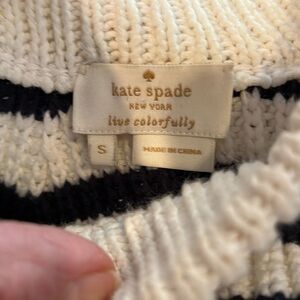 kate spade
NEW YORK
live colorfully
S
MADE IN CHINA